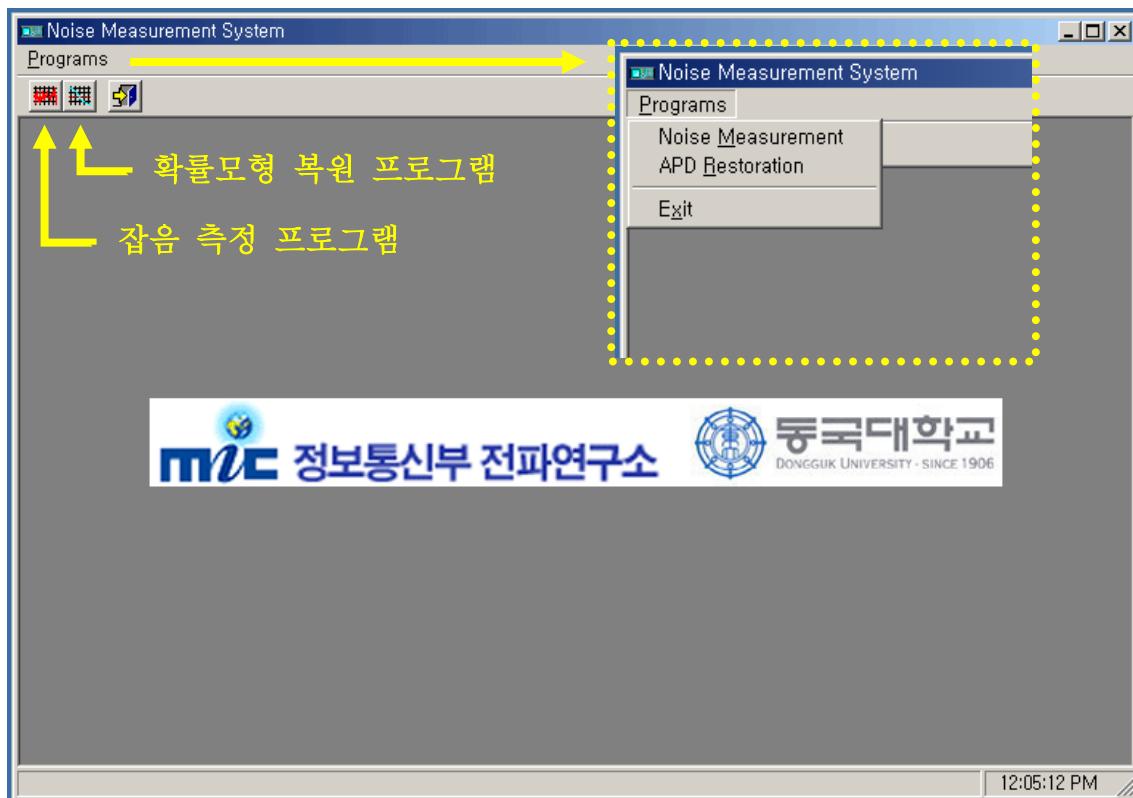 Noise Measurement System
Programs
Noise Measurement System
Programs
Noise Measurement
APD Restoration
Exit
확률모형 복원 프로그램
잡음 측정 프로그램
mic 정보통신부 전파연구소
동국대학교
DONGGUK UNIVERSITY - SINCE 1906
12:05:12 PM